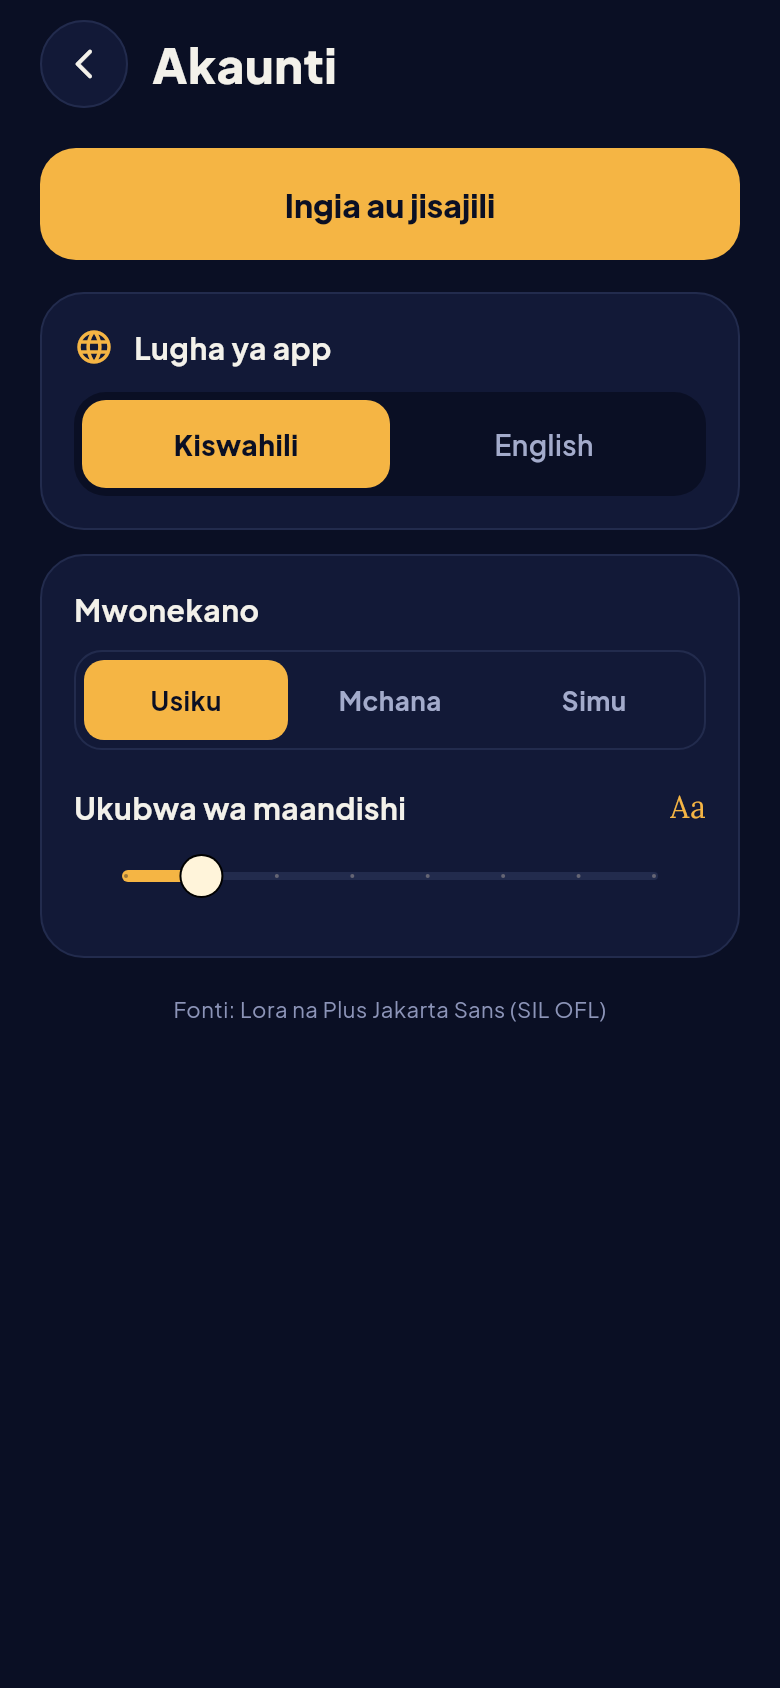 Akaunti
Ingia au jisajili
Lugha ya app
Kiswahili
English
Mwonekano
Usiku
Mchana
Simu
Ukubwa wa maandishi
Aa
Fonti: Lora na Plus Jakarta Sans (SIL OFL)